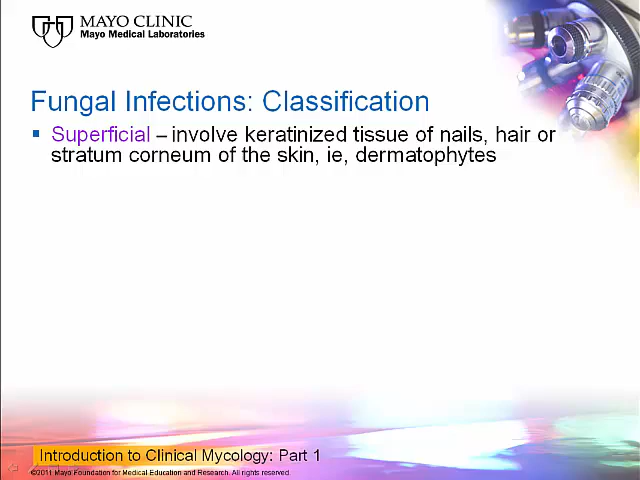 MAYO CLINIC
Mayo Medical Laboratories
Fungal Infections: Classification
Superficial – involve keratinized tissue of nails, hair or
stratum corneum of the skin, ie, dermatophytes
Introduction to Clinical Mycology: Part 1
©2011 Mayo Foundation for Medical Education and Research. All rights reserved.